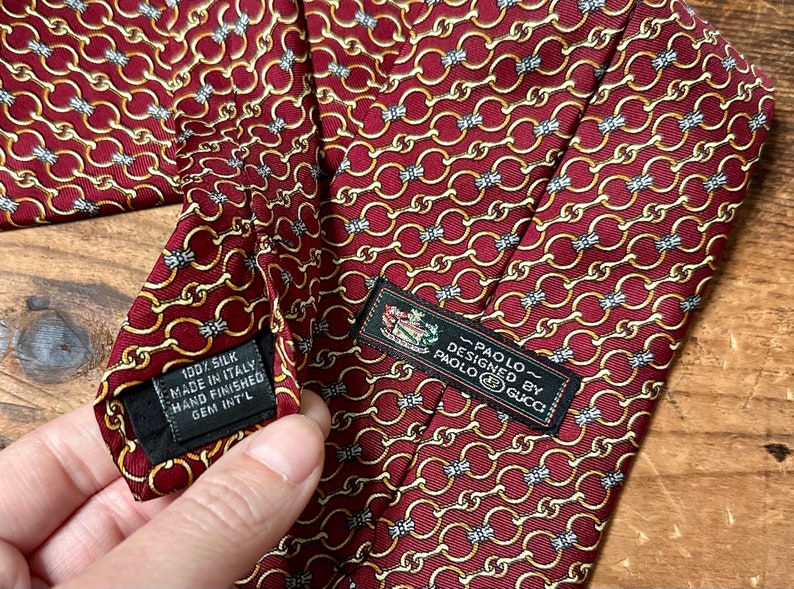 100% SILK
MADE IN ITALY
HAND FINISHED
GEM INT'L
~ PAOLO ~
DESIGNED BY
PAOLO GUCCI